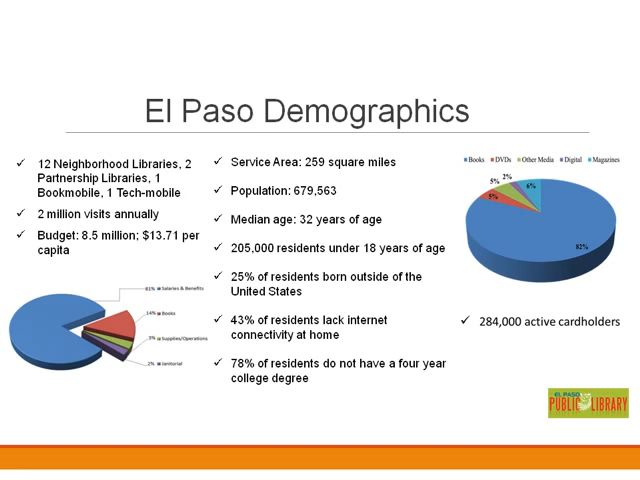 El Paso Demographics
12 Neighborhood Libraries, 2
Partnership Libraries, 1
Bookmobile, 1 Tech-mobile
2 million visits annually
Budget: 8.5 million; $13.71 per
capita
81% Salaries & Benefits
14% Books
3% Supplies/Operations
2% Janitorial
Service Area: 259 square miles
Population: 679,563
Median age: 32 years of age
205,000 residents under 18 years of age
25% of residents born outside of the
United States
43% of residents lack internet
connectivity at home
78% of residents do not have a four year
college degree
Books DVDs Other Media Digital Magazines
5% 2% 6%
5%
82%
284,000 active cardholders
EL PASO
PUBLIC LIBRARY